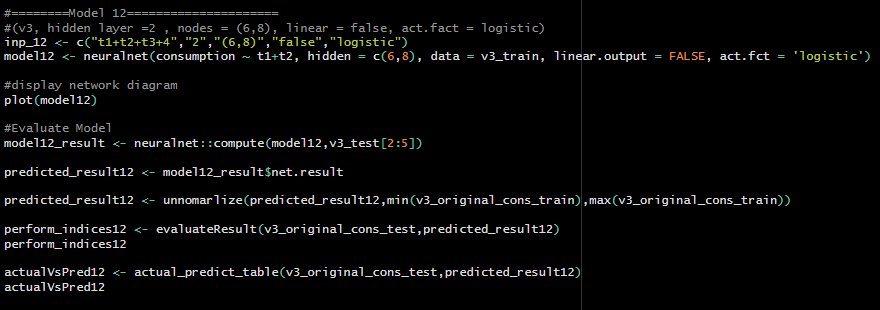 #========Model 12=====================
#(v3, hidden layer =2 , nodes = (6,8), linear = false, act.fact = logistic)
inp_12 <- c("t1+t2+t3+4","2","(6,8)","false","logistic")
model12 <- neuralnet(consumption ~ t1+t2, hidden = c(6,8), data = v3_train, linear.output = FALSE, act.fct = 'logistic')
#display network diagram
plot(model12)
#Evaluate Model
model12_result <- neuralnet::compute(model12,v3_test[2:5])
predicted_result12 <- model12_result$net.result
predicted_result12 <- unnomarlize(predicted_result12,min(v3_original_cons_train),max(v3_original_cons_train))
perform_indices12 <- evaluateResult(v3_original_cons_test,predicted_result12)
perform_indices12
actualVsPred12 <- actual_predict_table(v3_original_cons_test,predicted_result12)
actualVsPred12